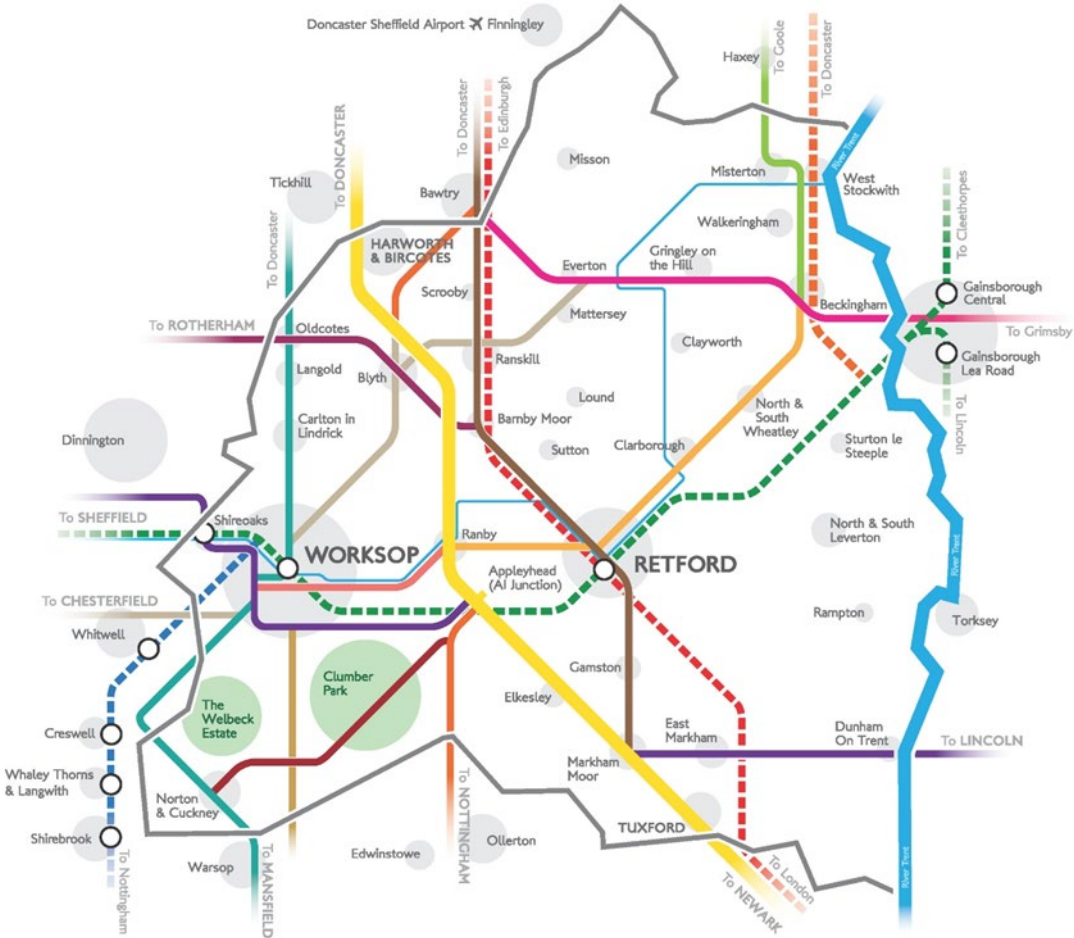 Doncaster Sheffield Airport ✈ Finningley
Haxey
To Goole
To Doncaster
To Doncaster
To Edinburgh
To DONCASTER
River Trent
Misson
Misterton
West
Stockwith
Tickhill
Bawtry
To Cleethorpes
Walkeringham
To Doncaster
HARWORTH
& BIRCOTES
Everton
Gringley on
the Hill
Scrooby
Gainsborough
Central
Beckingham
To ROTHERHAM
Oldcotes
Mattersey
To Grimsby
Clayworth
Ranskill
Gainsborough
Lea Road
Langold
Blyth
Lound
Carlton in
Lindrick
Barnby Moor
North &
South
Wheatley
To Lincoln
Dinnington
Sutton
Clarborough
Sturton le
Steeple
To SHEFFIELD
Shireoaks
Ranby
North & South
Leverton
WORKSOP
RETFORD
River Trent
Appleyhead
(A1 Junction)
To CHESTERFIELD
Whitwell
Rampton
Torksey
Clumber
Park
Gamston
Elkesley
The
Welbeck
Estate
Creswell
East
Markham
Dunham
On Trent
To LINCOLN
Markham
Moor
Whaley Thorns
& Langwith
Norton
& Cuckney
To NOTTINGHAM
Shirebrook
TUXFORD
Ollerton
Edwinstowe
Warsop
To Nottingham
To MANSFIELD
To London
To NEWARK
River Trent